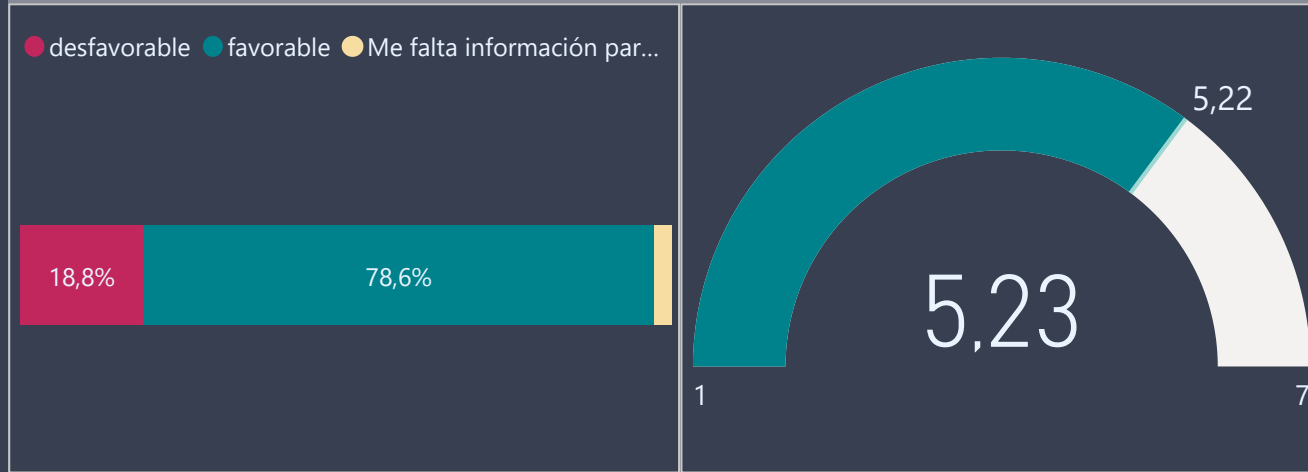 desfavorable favorable Me falta información par...
18,8% 78,6%
5,22
5,23
1 7